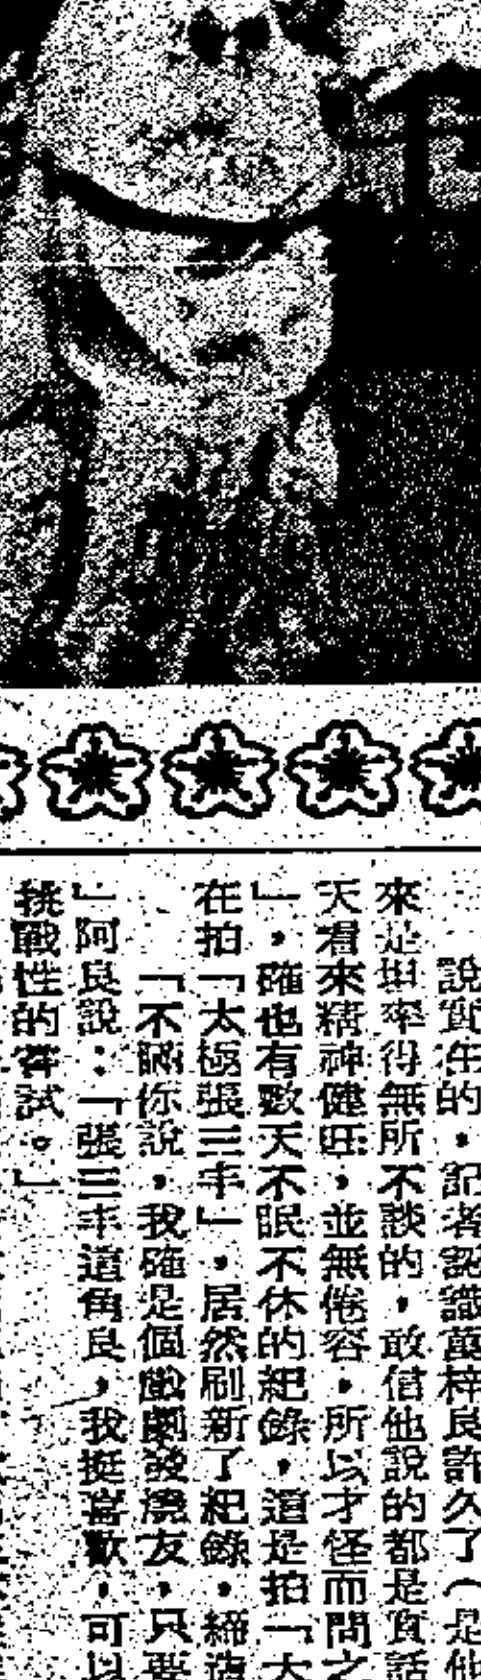 說實在的，記者認識萬梓良許久了（是他
來是坦率得無所不談的，敢信他說的都是真話
天看來精神健旺，並無倦容，所以才怪而問之
」，確也有數天不眠不休的紀錄，這是拍「大
在拍「太極張三丰」，居然刷新了紀錄，締造
「不瞞你說，我確是個戲劇發燒友，只要
」阿良說：「張三丰這角良，我挺喜歡，可以
挑戰性的嘗試。」